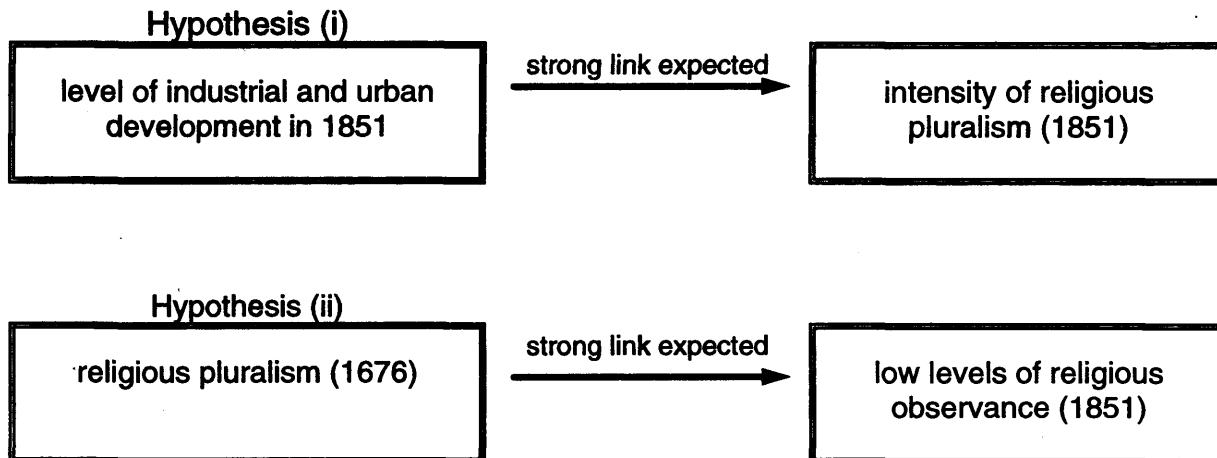 Hypothesis (i)
level of industrial and urban
development in 1851
strong link expected
intensity of religious
pluralism (1851)
Hypothesis (ii)
religious pluralism (1676)
strong link expected
low levels of religious
observance (1851)